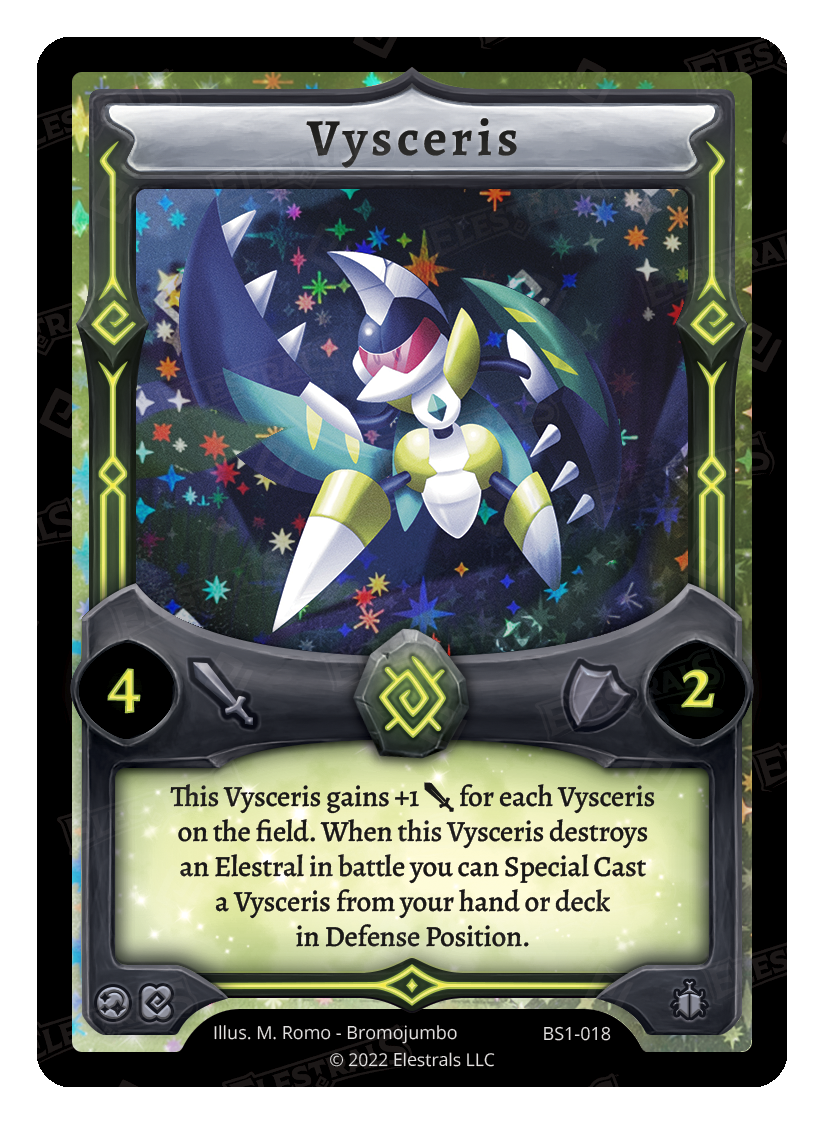 Vysceris
4
2
This Vysceris gains +1 for each Vysceris
on the field. When this Vysceris destroys
an Elestral in battle you can Special Cast
a Vysceris from your hand or deck
in Defense Position.
Illus. M. Romo - Bromojumbo BS1-018
© 2022 Elestrals LLC
ELESTRALS